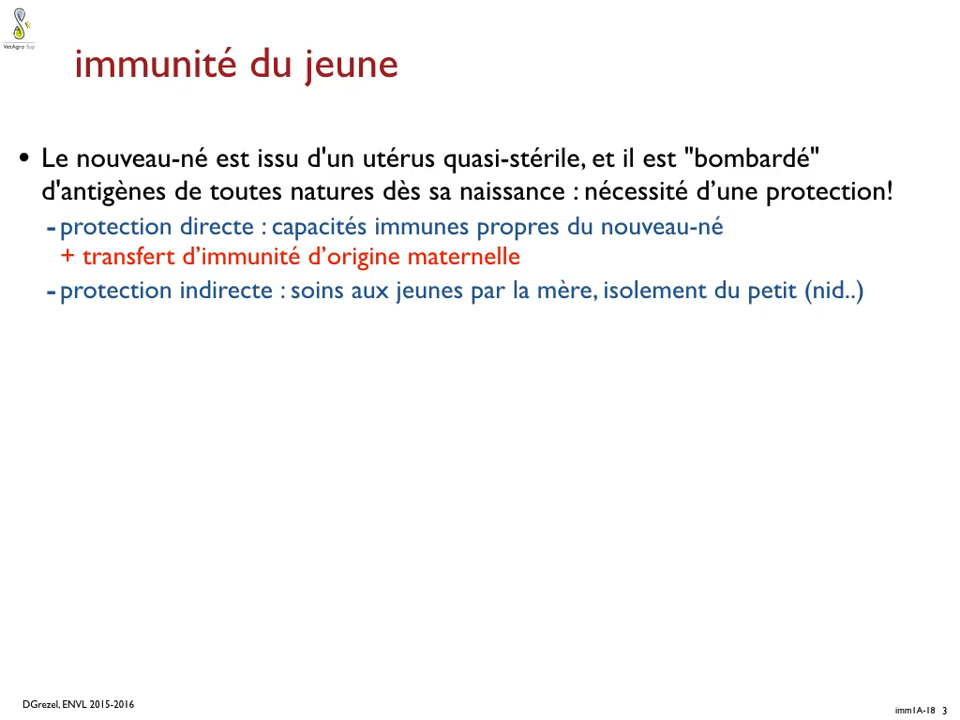 VetAgro Sup
immunité du jeune
• Le nouveau-né est issu d'un utérus quasi-stérile, et il est "bombardé"
d'antigènes de toutes natures dès sa naissance : nécessité d’une protection!
- protection directe : capacités immunes propres du nouveau-né
+ transfert d’immunité d’origine maternelle
- protection indirecte : soins aux jeunes par la mère, isolement du petit (nid..)
DGrezel, ENVL 2015-2016
imm1A-18 3